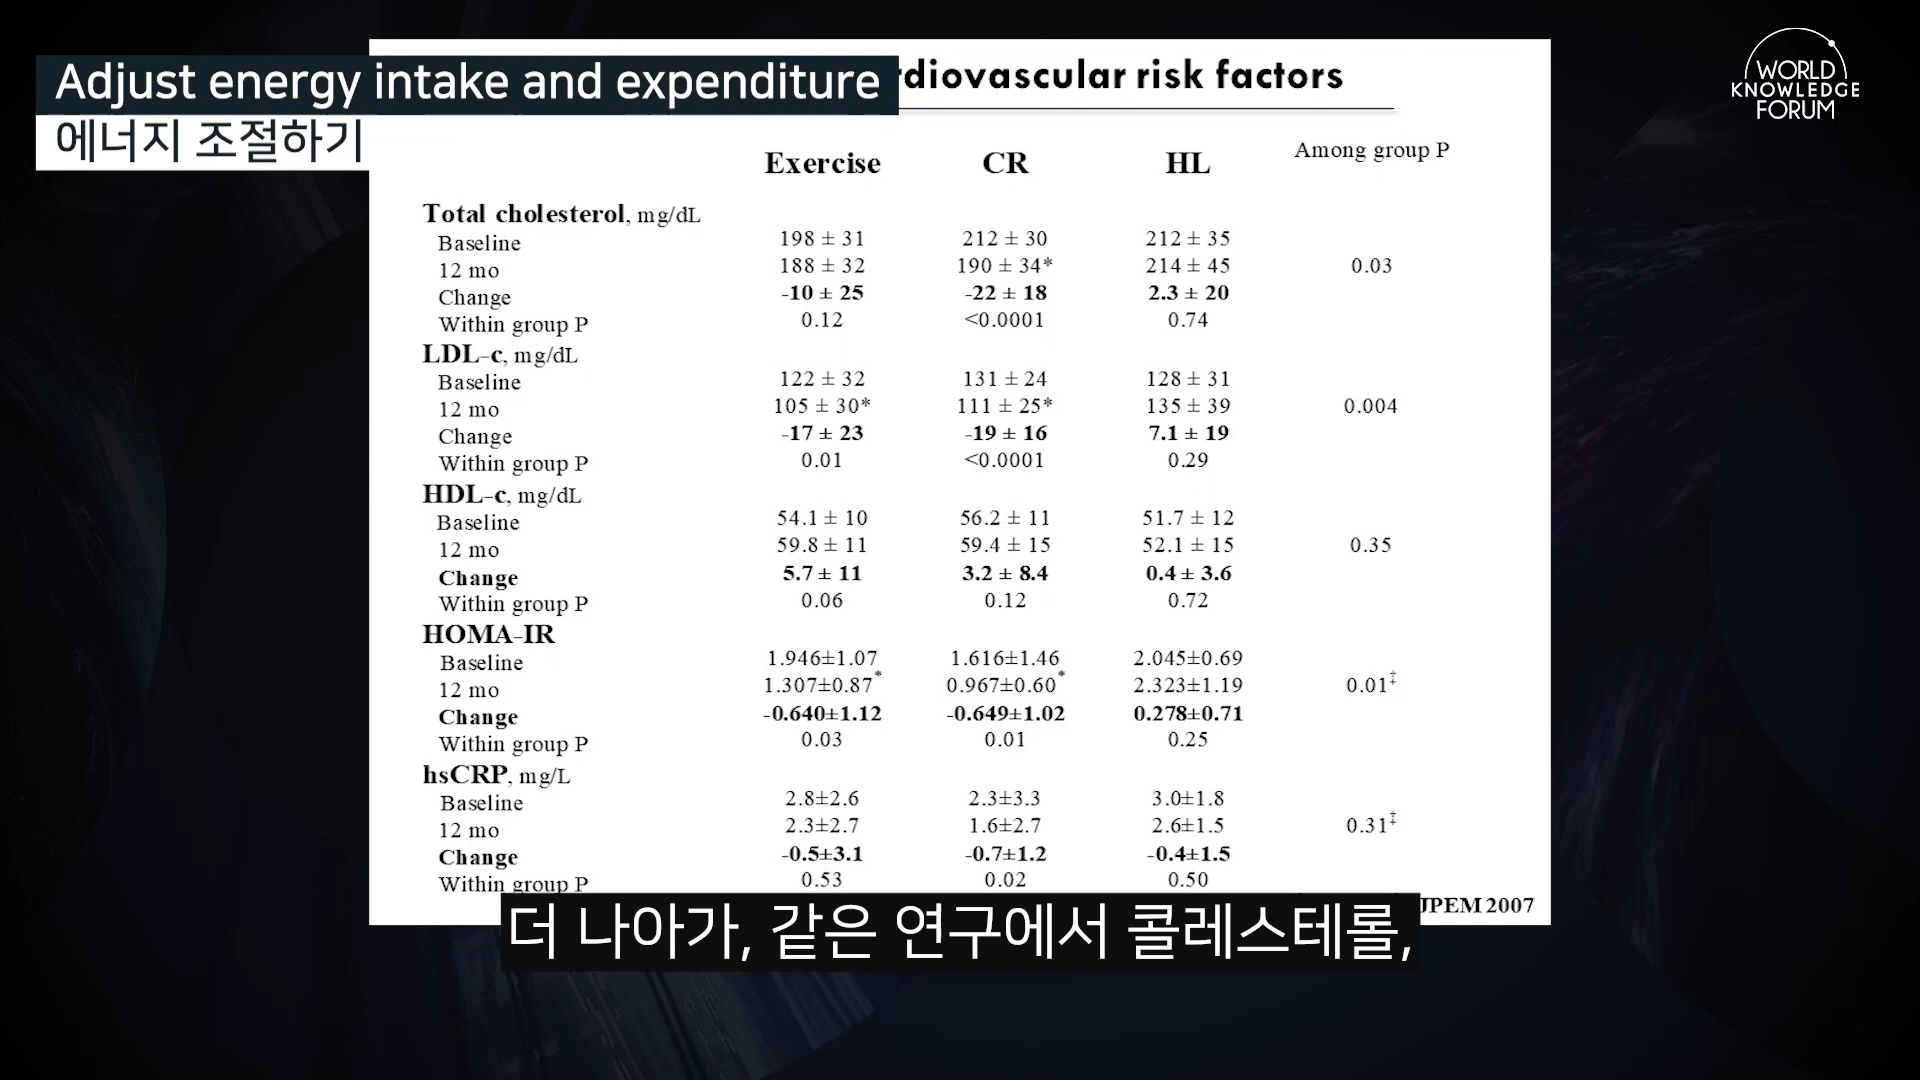 Adjust energy intake and expenditure
에너지 조절하기
rdiovascular risk factors
WORLD
KNOWLEDGE
FORUM
Exercise CR HL Among group P
Total cholesterol, mg/dL
Baseline 198 ± 31 212 ± 30 212 ± 35
12 mo 188 ± 32 190 ± 34* 214 ± 45 0.03
Change -10 ± 25 -22 ± 18 2.3 ± 20
Within group P 0.12 <0.0001 0.74
LDL-c, mg/dL
Baseline 122 ± 32 131 ± 24 128 ± 31
12 mo 105 ± 30* 111 ± 25* 135 ± 39 0.004
Change -17 ± 23 -19 ± 16 7.1 ± 19
Within group P 0.01 <0.0001 0.29
HDL-c, mg/dL
Baseline 54.1 ± 10 56.2 ± 11 51.7 ± 12
12 mo 59.8 ± 11 59.4 ± 15 52.1 ± 15 0.35
Change 5.7 ± 11 3.2 ± 8.4 0.4 ± 3.6
Within group P 0.06 0.12 0.72
HOMA-IR
Baseline 1.946±1.07 1.616±1.46 2.045±0.69
12 mo 1.307±0.87* 0.967±0.60* 2.323±1.19 0.01‡
Change -0.640±1.12 -0.649±1.02 0.278±0.71
Within group P 0.03 0.01 0.25
hsCRP, mg/L
Baseline 2.8±2.6 2.3±3.3 3.0±1.8
12 mo 2.3±2.7 1.6±2.7 2.6±1.5 0.31‡
Change -0.5±3.1 -0.7±1.2 -0.4±1.5
Within group P 0.53 0.02 0.50
JPEM 2007
더 나아가, 같은 연구에서 콜레스테롤,